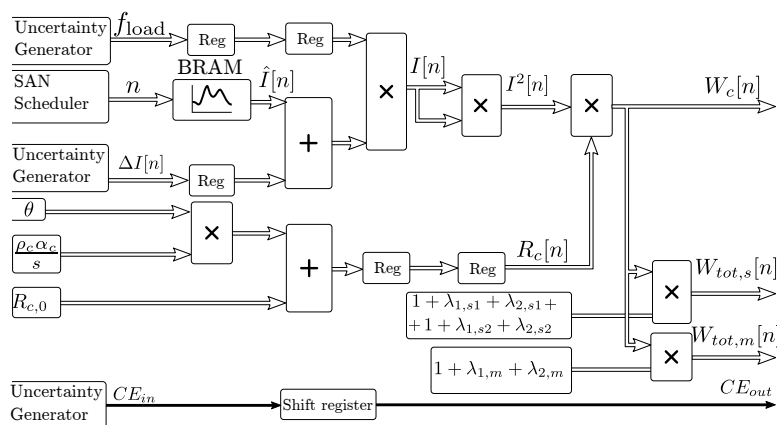 Uncertainty
Generator
f_load
Reg
Reg
SAN
Scheduler
n
BRAM
Î[n]
×
I[n]
×
I²[n]
×
W_c[n]
+
Uncertainty
Generator
ΔI[n]
Reg
θ
×
ρ_c α_c
s
+
Reg
Reg
R_c[n]
R_{c,0}
1 + λ_{1,s1} + λ_{2,s1}+
+ 1 + λ_{1,s2} + λ_{2,s2}
×
W_{tot,s}[n]
1 + λ_{1,m} + λ_{2,m}
×
W_{tot,m}[n]
Uncertainty
Generator
CE_in
Shift register
CE_out